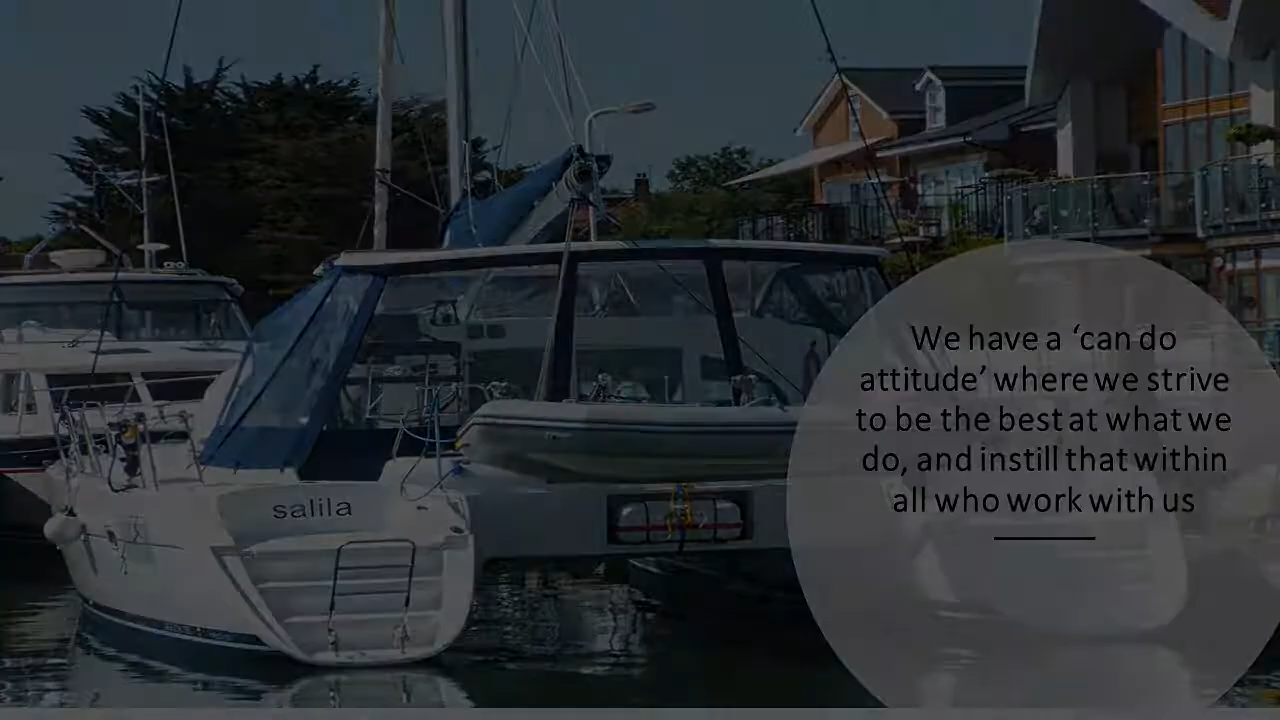 We have a ‘can do
attitude’ where we strive
to be the best at what we
do, and instill that within
all who work with us
salila